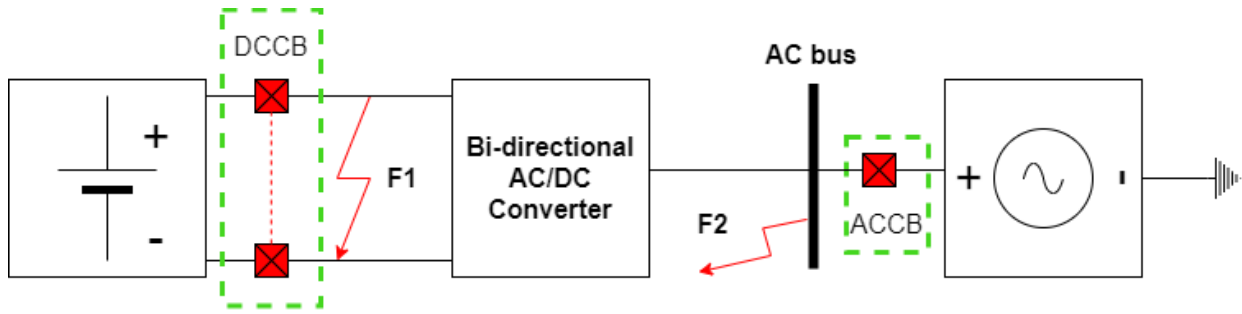 DCCB
AC bus
+
-
F1
Bi-directional
AC/DC
Converter
F2
ACCB
+
-